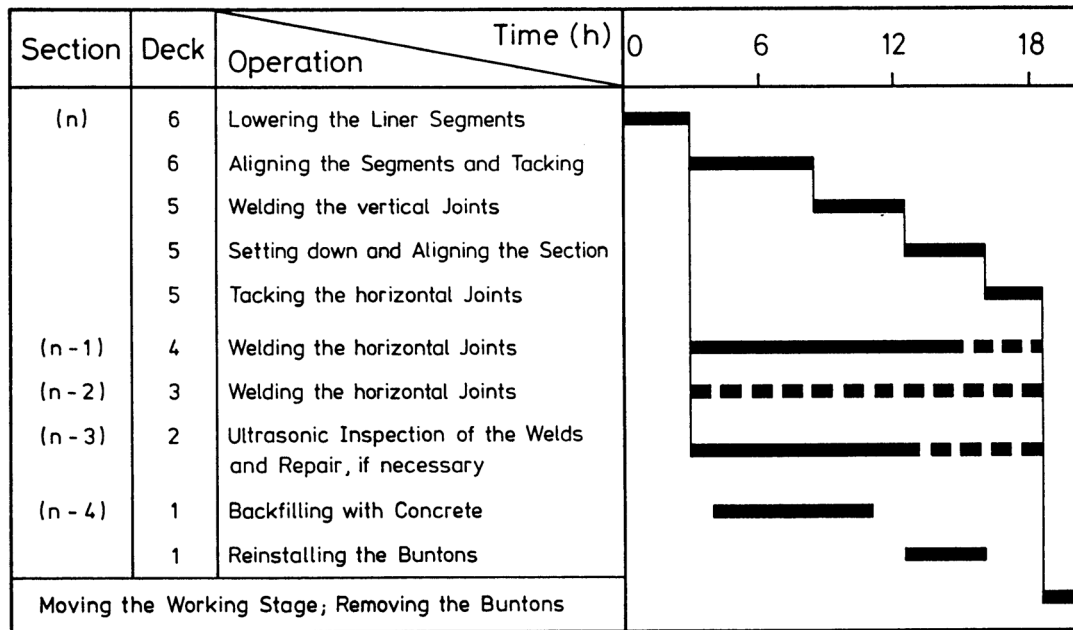 Section Deck Operation Time (h) 0 6 12 18
(n) 6 Lowering the Liner Segments
6 Aligning the Segments and Tacking
5 Welding the vertical Joints
5 Setting down and Aligning the Section
5 Tacking the horizontal Joints
(n-1) 4 Welding the horizontal Joints
(n-2) 3 Welding the horizontal Joints
(n-3) 2 Ultrasonic Inspection of the Welds
and Repair, if necessary
(n-4) 1 Backfilling with Concrete
1 Reinstalling the Buntons
Moving the Working Stage; Removing the Buntons